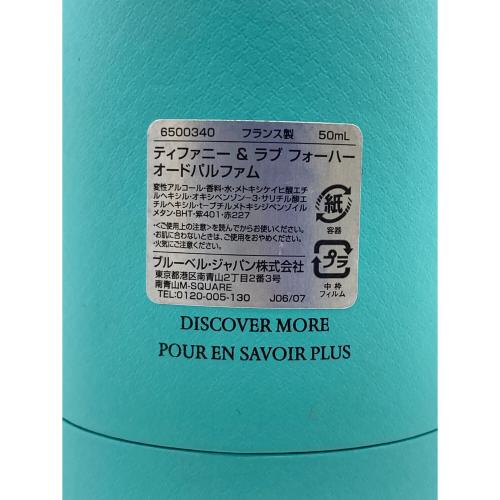 6500340 フランス製 50mL
ティファニー & ラブ フォーハー
オードパルファム
変性アルコール・香料・水・メトキシケイヒ酸エチ
ルヘキシル・オキシベンゾン-3・サリチル酸エ
チルヘキシル・t-ブチルメトキシジベンゾイル
メタン・BHT・紫401・赤227
・<ご使用上の注意>を読んでからお使いください。
・お肌に合わないときは、ご使用をおやめください。
・火気にご注意ください。
ブルーベル・ジャパン株式会社
東京都港区南青山2丁目2番3号
南青山M-SQUARE
TEL:0120-005-130 J06/07
紙
容器
プラ
中枠
フィルム
DISCOVER MORE
POUR EN SAVOIR PLUS